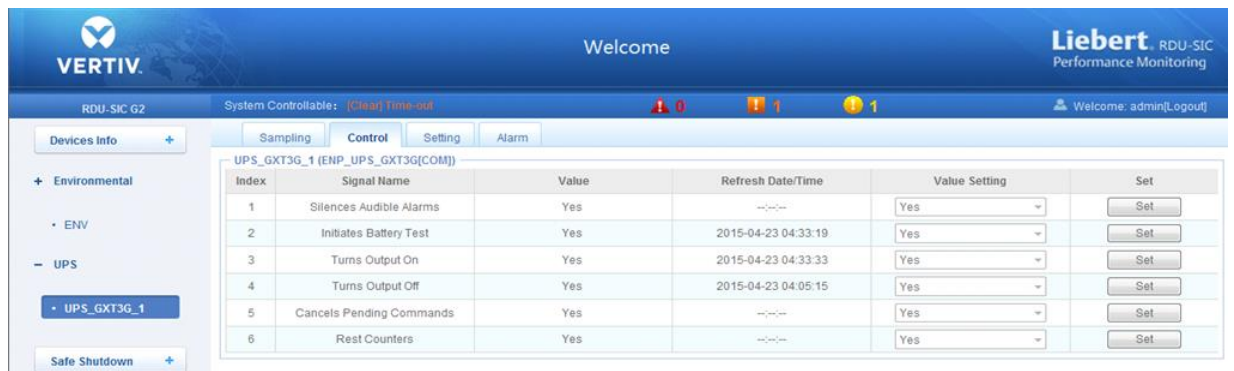 VERTIV.
Welcome
Liebert. RDU-SIC
Performance Monitoring
RDU-SIC G2
System Controllable: [Clear] Time-out
0
1
1
Welcome: admin[Logout]
Devices Info +
Sampling Control Setting Alarm
UPS_GXT3G_1 (ENP_UPS_GXT3G[COM])
Index Signal Name Value Refresh Date/Time Value Setting Set
+ Environmental
1 Silences Audible Alarms Yes --:--:-- Yes Set
• ENV
2 Initiates Battery Test Yes 2015-04-23 04:33:19 Yes Set
− UPS
3 Turns Output On Yes 2015-04-23 04:33:33 Yes Set
4 Turns Output Off Yes 2015-04-23 04:05:15 Yes Set
• UPS_GXT3G_1
5 Cancels Pending Commands Yes --:--:-- Yes Set
6 Rest Counters Yes --:--:-- Yes Set
Safe Shutdown +